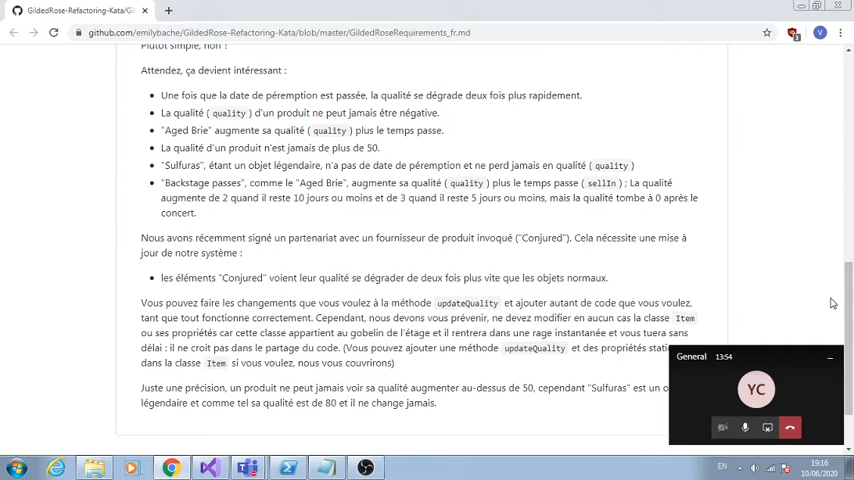 GildedRose-Refactoring-Kata/Gil
github.com/emilybache/GildedRose-Refactoring-Kata/blob/master/GildedRoseRequirements_fr.md
V
Plutôt simple, non ?
Attendez, ça devient intéressant :
Une fois que la date de péremption est passée, la qualité se dégrade deux fois plus rapidement.
La qualité ( quality ) d'un produit ne peut jamais être négative.
"Aged Brie" augmente sa qualité ( quality ) plus le temps passe.
La qualité d'un produit n'est jamais de plus de 50.
"Sulfuras", étant un objet légendaire, n'a pas de date de péremption et ne perd jamais en qualité ( quality )
"Backstage passes", comme le "Aged Brie", augmente sa qualité ( quality ) plus le temps passe ( sellIn ) ; La qualité
augmente de 2 quand il reste 10 jours ou moins et de 3 quand il reste 5 jours ou moins, mais la qualité tombe à 0 après le
concert.
Nous avons récemment signé un partenariat avec un fournisseur de produit invoqué ("Conjured"). Cela nécessite une mise à
jour de notre système :
les éléments "Conjured" voient leur qualité se dégrader de deux fois plus vite que les objets normaux.
Vous pouvez faire les changements que vous voulez à la méthode updateQuality et ajouter autant de code que vous voulez,
tant que tout fonctionne correctement. Cependant, nous devons vous prévenir, ne devez modifier en aucun cas la classe Item
ou ses propriétés car cette classe appartient au gobelin de l'étage et il rentrera dans une rage instantanée et vous tuera sans
délai : il ne croit pas dans le partage du code. (Vous pouvez ajouter une méthode updateQuality et des propriétés stati
dans la classe Item si vous voulez, nous vous couvrirons)
Juste une précision, un produit ne peut jamais voir sa qualité augmenter au-dessus de 50, cependant "Sulfuras" est un
légendaire et comme tel sa qualité est de 80 et il ne change jamais.
General 13:54
YC
EN
19:16
10/06/2020